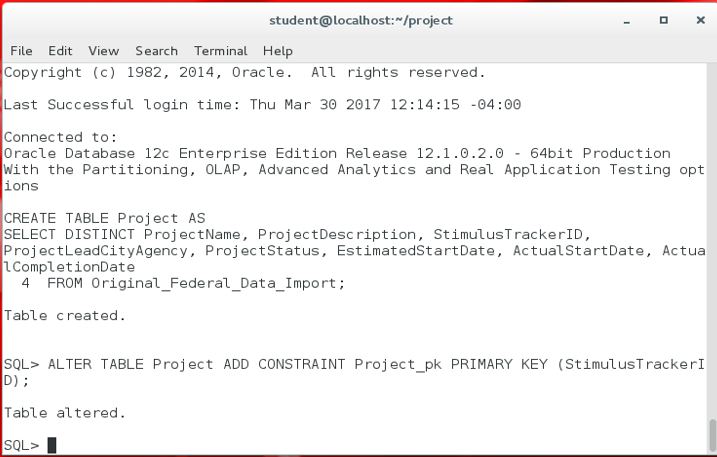 student@localhost:~/project
File Edit View Search Terminal Help
Copyright (c) 1982, 2014, Oracle.  All rights reserved.
Last Successful login time: Thu Mar 30 2017 12:14:15 -04:00
Connected to:
Oracle Database 12c Enterprise Edition Release 12.1.0.2.0 - 64bit Production
With the Partitioning, OLAP, Advanced Analytics and Real Application Testing opt
ions
CREATE TABLE Project AS
SELECT DISTINCT ProjectName, ProjectDescription, StimulusTrackerID,
ProjectLeadCityAgency, ProjectStatus, EstimatedStartDate, ActualStartDate, Actua
lCompletionDate
  4  FROM Original_Federal_Data_Import;
Table created.
SQL> ALTER TABLE Project ADD CONSTRAINT Project_pk PRIMARY KEY (StimulusTrackerI
D);
Table altered.
SQL>